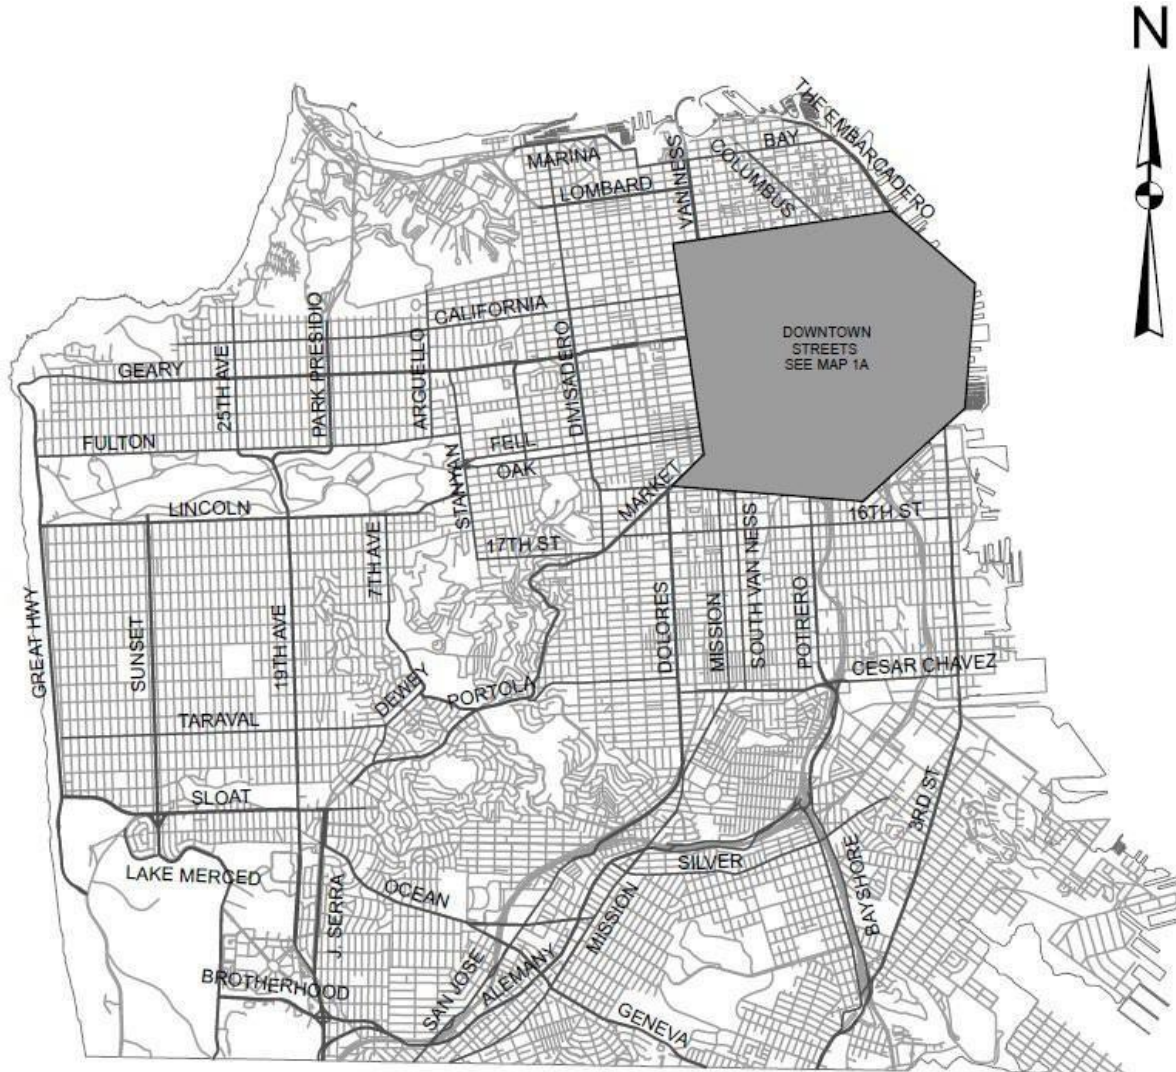 N
THE EMBARCADERO
BAY
COLUMBUS
VAN NESS
MARINA
LOMBARD
CALIFORNIA
PARK PRESIDIO
ARGUELLO
DIVISADERO
25TH AVE
GEARY
DOWNTOWN
STREETS
SEE MAP 1A
FULTON
FELL
OAK
STANYAN
MARKET
LINCOLN
16TH ST
17TH ST
7TH AVE
SOUTH VAN NESS
GREAT HWY
SUNSET
19TH AVE
DOLORES
MISSION
POTRERO
CESAR CHAVEZ
DEWEY
PORTOLA
TARAVAL
SLOAT
3RD ST
LAKE MERCED
OCEAN
SILVER
BAYSHORE
J. SERRA
MISSION
ALEMANY
SAN JOSE
BROTHERHOOD
GENEVA